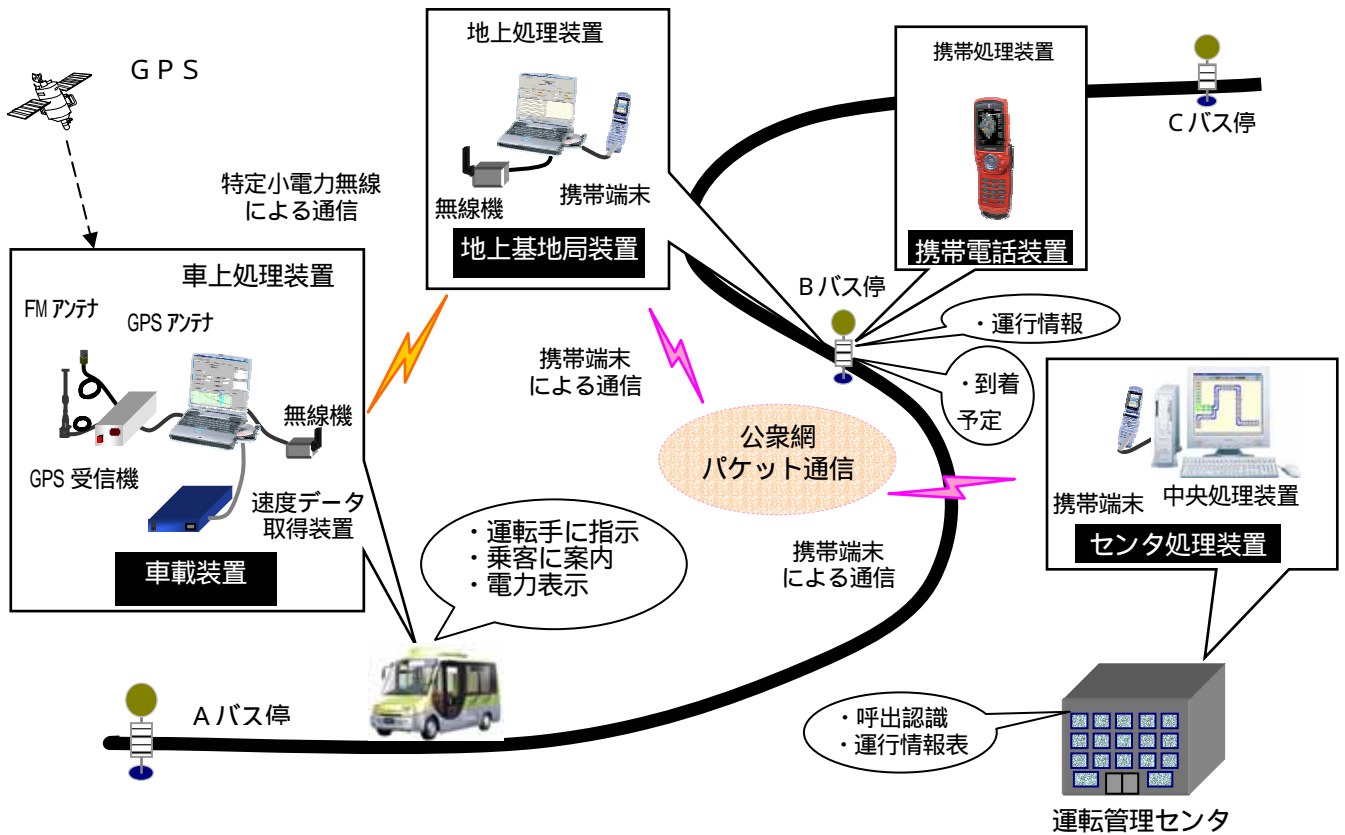 ＧＰＳ
特定小電力無線
による通信
地上処理装置
無線機
携帯端末
地上基地局装置
携帯処理装置
携帯電話装置
Ｃバス停
車上処理装置
FM アンテナ
GPS アンテナ
無線機
GPS 受信機
速度データ
取得装置
車載装置
携帯端末
による通信
Ｂバス停
・運行情報
・到着
予定
公衆網
パケット通信
携帯端末
中央処理装置
センタ処理装置
・運転手に指示
・乗客に案内
・電力表示
携帯端末
による通信
Ａバス停
・呼出認識
・運行情報表
運転管理センタ